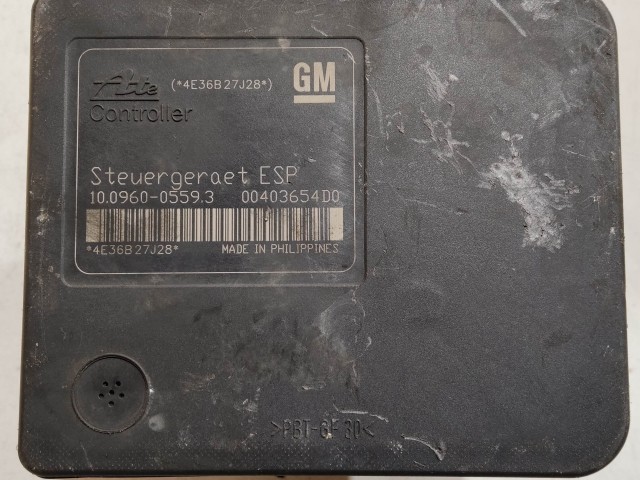 Ate (*4E36B27J28*) GM
Controller
Steuergeraet ESP
10.0960-0559.3 00403654D0
*4E36B27J28* MADE IN PHILIPPINES
>PBT-GF30<